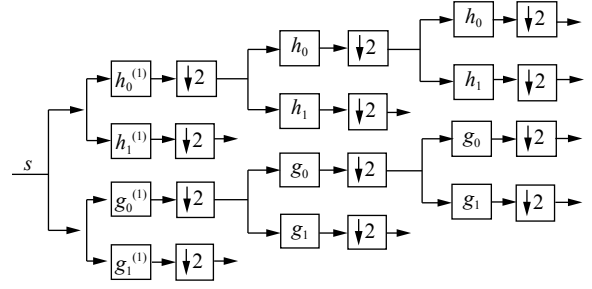 h₀ ↓2
h₀⁽¹⁾ ↓2 h₀ ↓2
h₁ ↓2
h₁ ↓2
h₁⁽¹⁾ ↓2 g₀ ↓2
s
g₀ ↓2
g₀⁽¹⁾ ↓2 g₁ ↓2
g₁ ↓2
g₁⁽¹⁾ ↓2